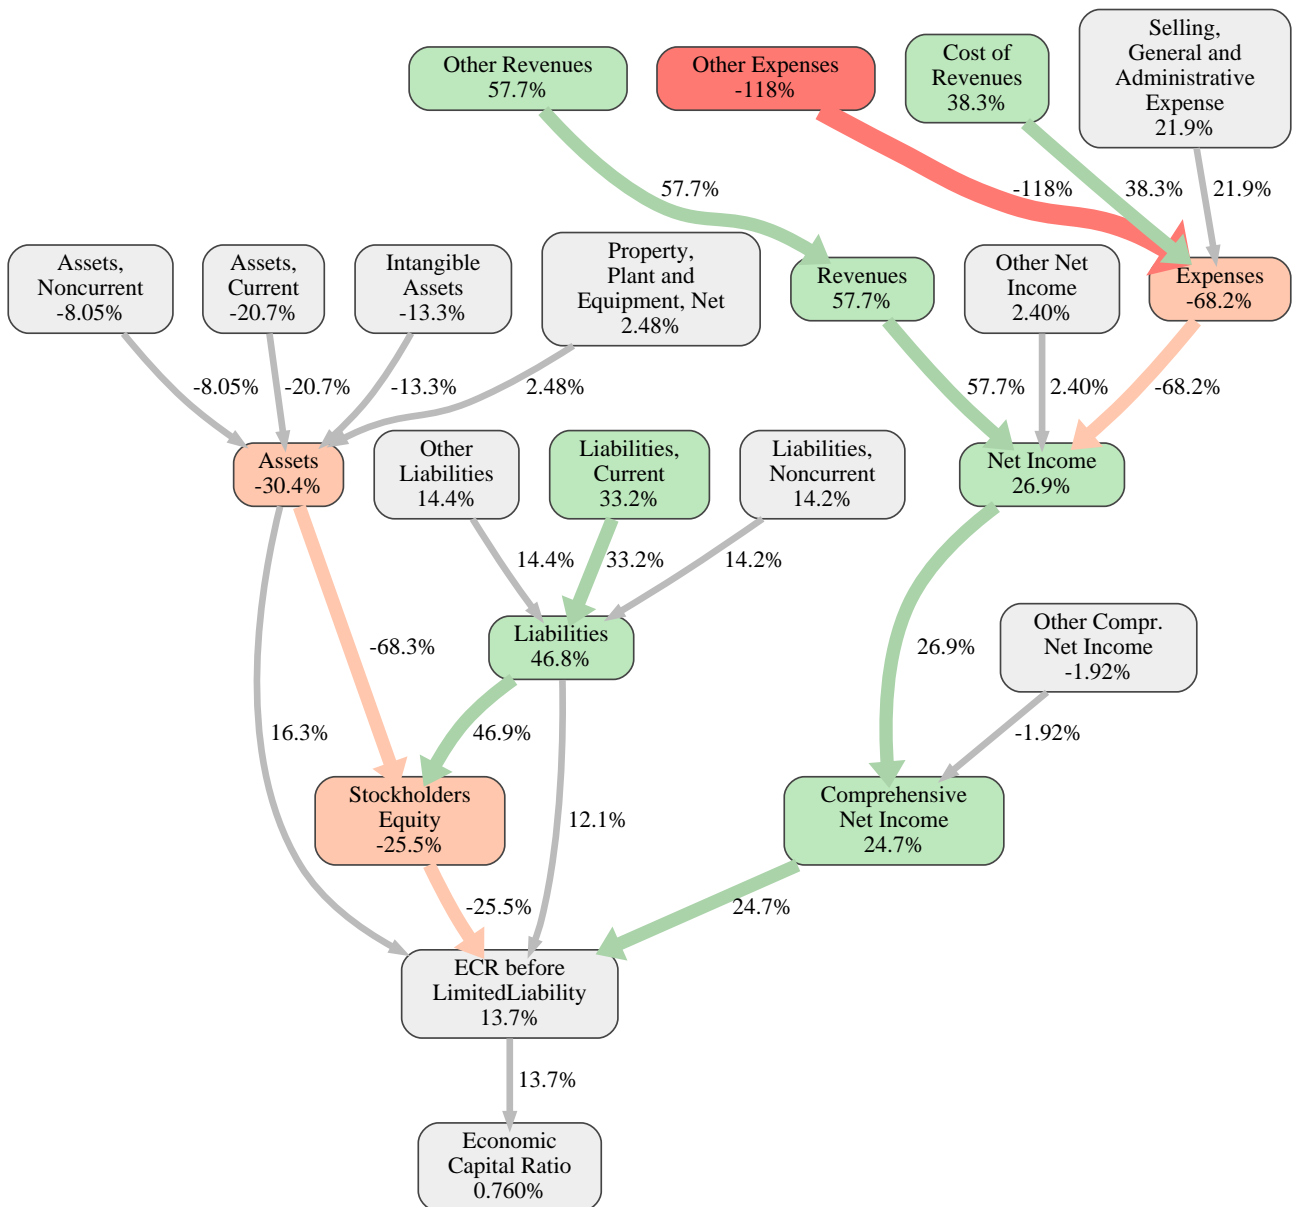 Selling,
General and
Administrative
Expense
21.9%
Other Revenues
57.7%
Other Expenses
-118%
Cost of
Revenues
38.3%
57.7%
-118%
38.3%
21.9%
Assets,
Noncurrent
-8.05%
Assets,
Current
-20.7%
Intangible
Assets
-13.3%
Property,
Plant and
Equipment, Net
2.48%
Revenues
57.7%
Other Net
Income
2.40%
Expenses
-68.2%
-8.05%
-20.7%
-13.3%
2.48%
57.7%
2.40%
-68.2%
Assets
-30.4%
Other
Liabilities
14.4%
Liabilities,
Current
33.2%
Liabilities,
Noncurrent
14.2%
Net Income
26.9%
14.4%
33.2%
14.2%
-68.3%
Liabilities
46.8%
26.9%
Other Compr.
Net Income
-1.92%
16.3%
46.9%
-1.92%
Stockholders
Equity
-25.5%
12.1%
Comprehensive
Net Income
24.7%
-25.5%
24.7%
ECR before
LimitedLiability
13.7%
13.7%
Economic
Capital Ratio
0.760%